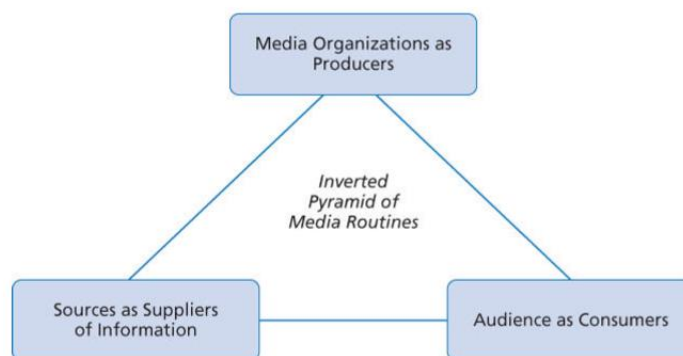 Media Organizations as
Producers
Inverted
Pyramid of
Media Routines
Sources as Suppliers
of Information
Audience as Consumers